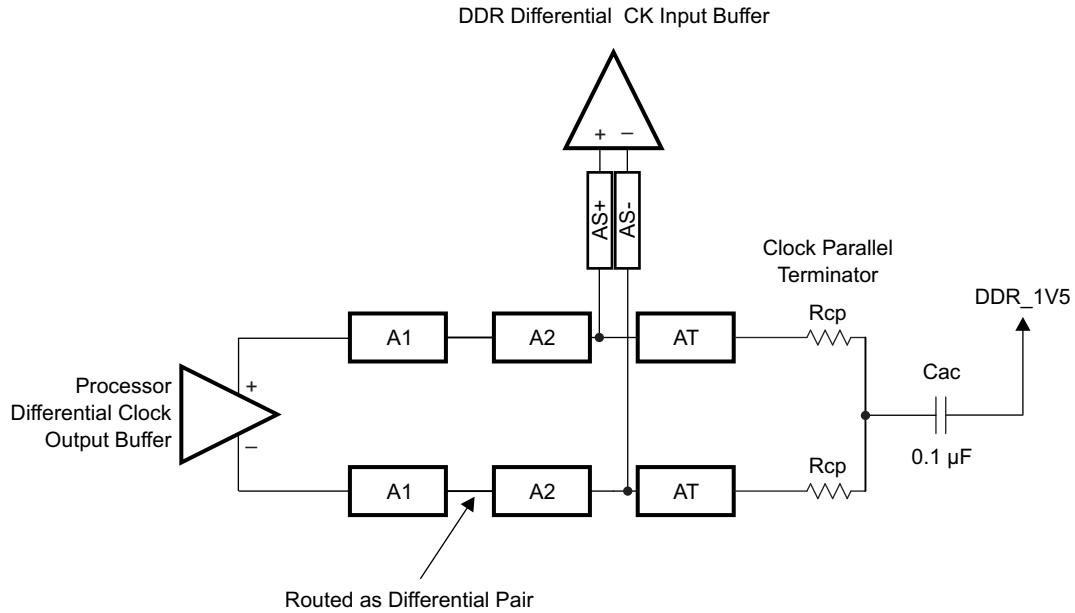 DDR Differential CK Input Buffer
+ −
AS+
AS-
Clock Parallel
Terminator
DDR_1V5
A1
A2
AT
Rcp
Processor
Differential Clock
Output Buffer
+
−
Cac
0.1 µF
A1
A2
AT
Rcp
Routed as Differential Pair